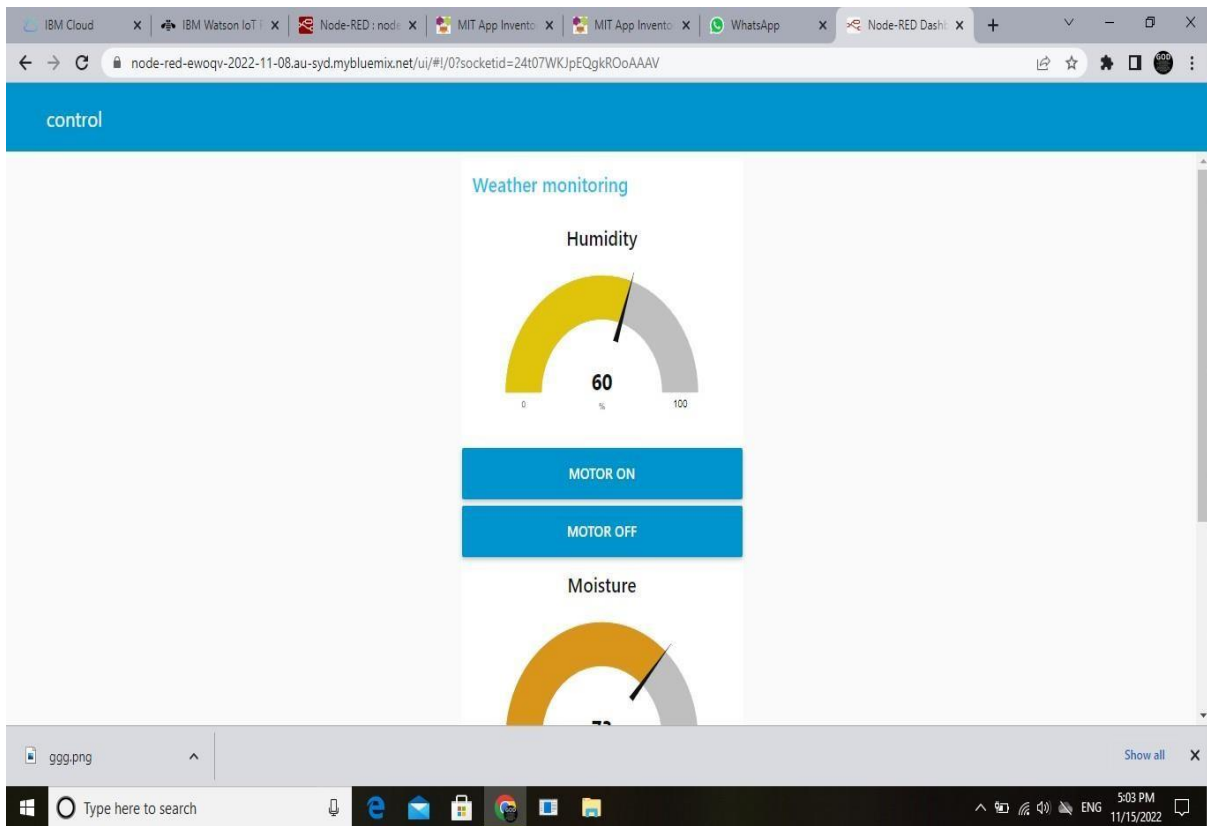 IBM Cloud
IBM Watson IoT
Node-RED : node
MIT App Invento
MIT App Invento
WhatsApp
Node-RED Dash
node-red-ewoqv-2022-11-08.au-syd.mybluemix.net/ui/#!/0?socketid=24t07WKJpEQgkROoAAAV
control
Weather monitoring
Humidity
60
0 % 100
MOTOR ON
MOTOR OFF
Moisture
ggg.png
Show all
Type here to search
ENG
5:03 PM
11/15/2022